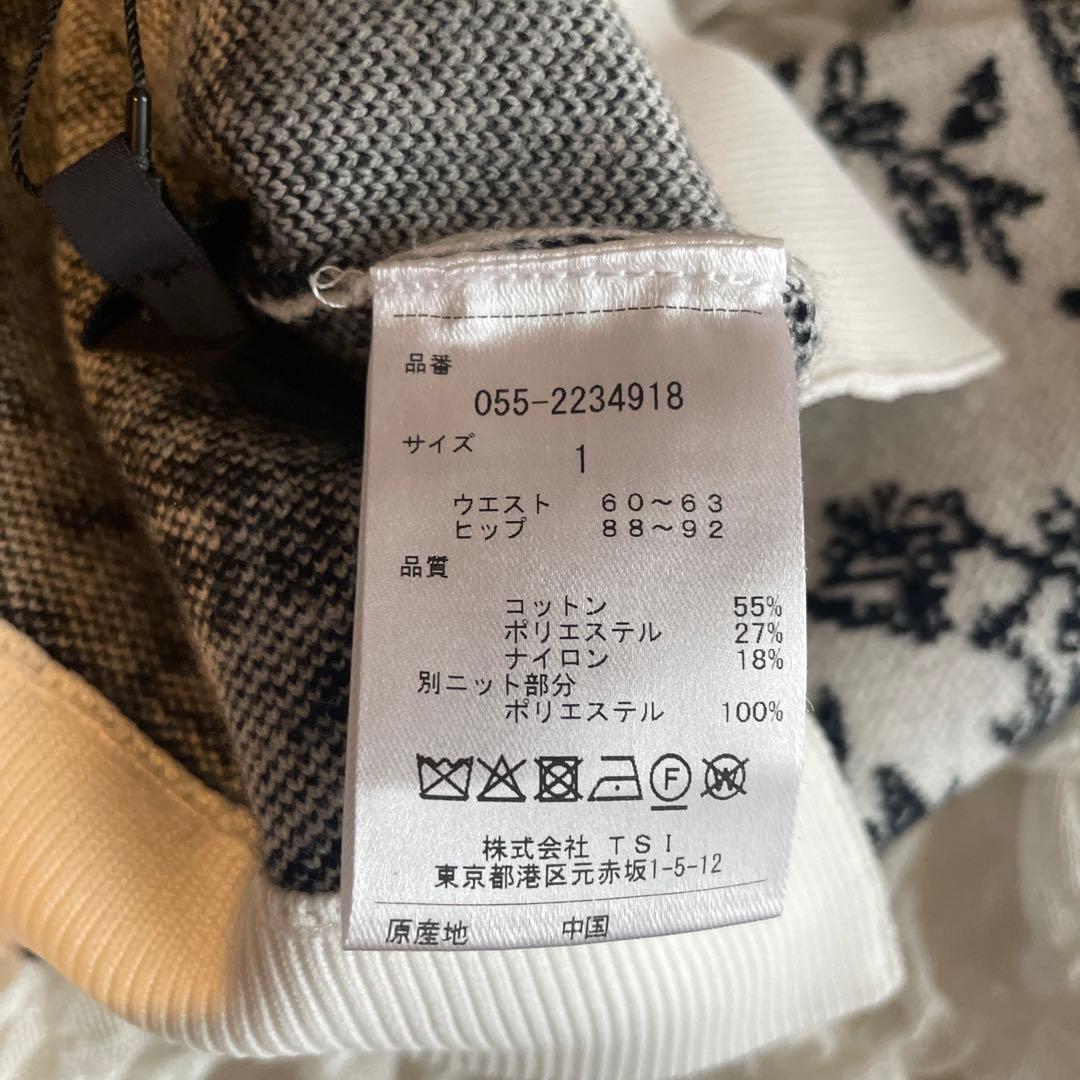 品番
055-2234918
サイズ
1
ウエスト 60～63
ヒップ 88～92
品質
コットン 55%
ポリエステル 27%
ナイロン 18%
別ニット部分
ポリエステル 100%
F W
株式会社 TSI
東京都港区元赤坂1-5-12
原産地 中国